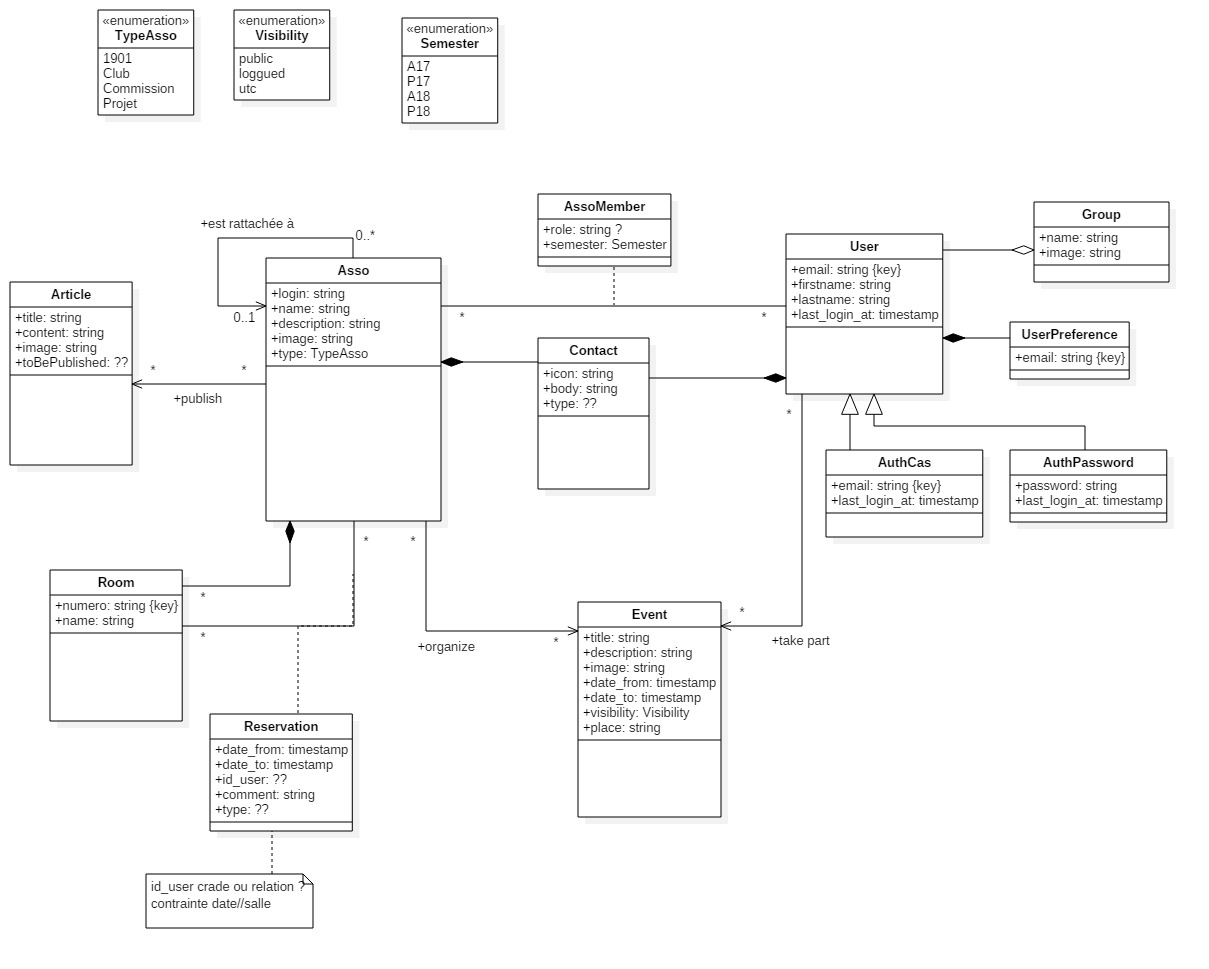 «enumeration»
TypeAsso
1901
Club
Commission
Projet
«enumeration»
Visibility
public
loggued
utc
«enumeration»
Semester
A17
P17
A18
P18
+est rattachée à
0..*
0..1
Article
+title: string
+content: string
+image: string
+toBePublished: ??
*
*
+publish
Asso
+login: string
+name: string
+description: string
+image: string
+type: TypeAsso
AssoMember
+role: string ?
+semester: Semester
*
*
Contact
+icon: string
+body: string
+type: ??
User
+email: string {key}
+firstname: string
+lastname: string
+last_login_at: timestamp
Group
+name: string
+image: string
UserPreference
+email: string {key}
AuthCas
+email: string {key}
+last_login_at: timestamp
AuthPassword
+password: string
+last_login_at: timestamp
*
*
+take part
*
*
+organize
*
Room
+numero: string {key}
+name: string
*
*
Event
+title: string
+description: string
+image: string
+date_from: timestamp
+date_to: timestamp
+visibility: Visibility
+place: string
Reservation
+date_from: timestamp
+date_to: timestamp
+id_user: ??
+comment: string
+type: ??
id_user crade ou relation ?
contrainte date//salle